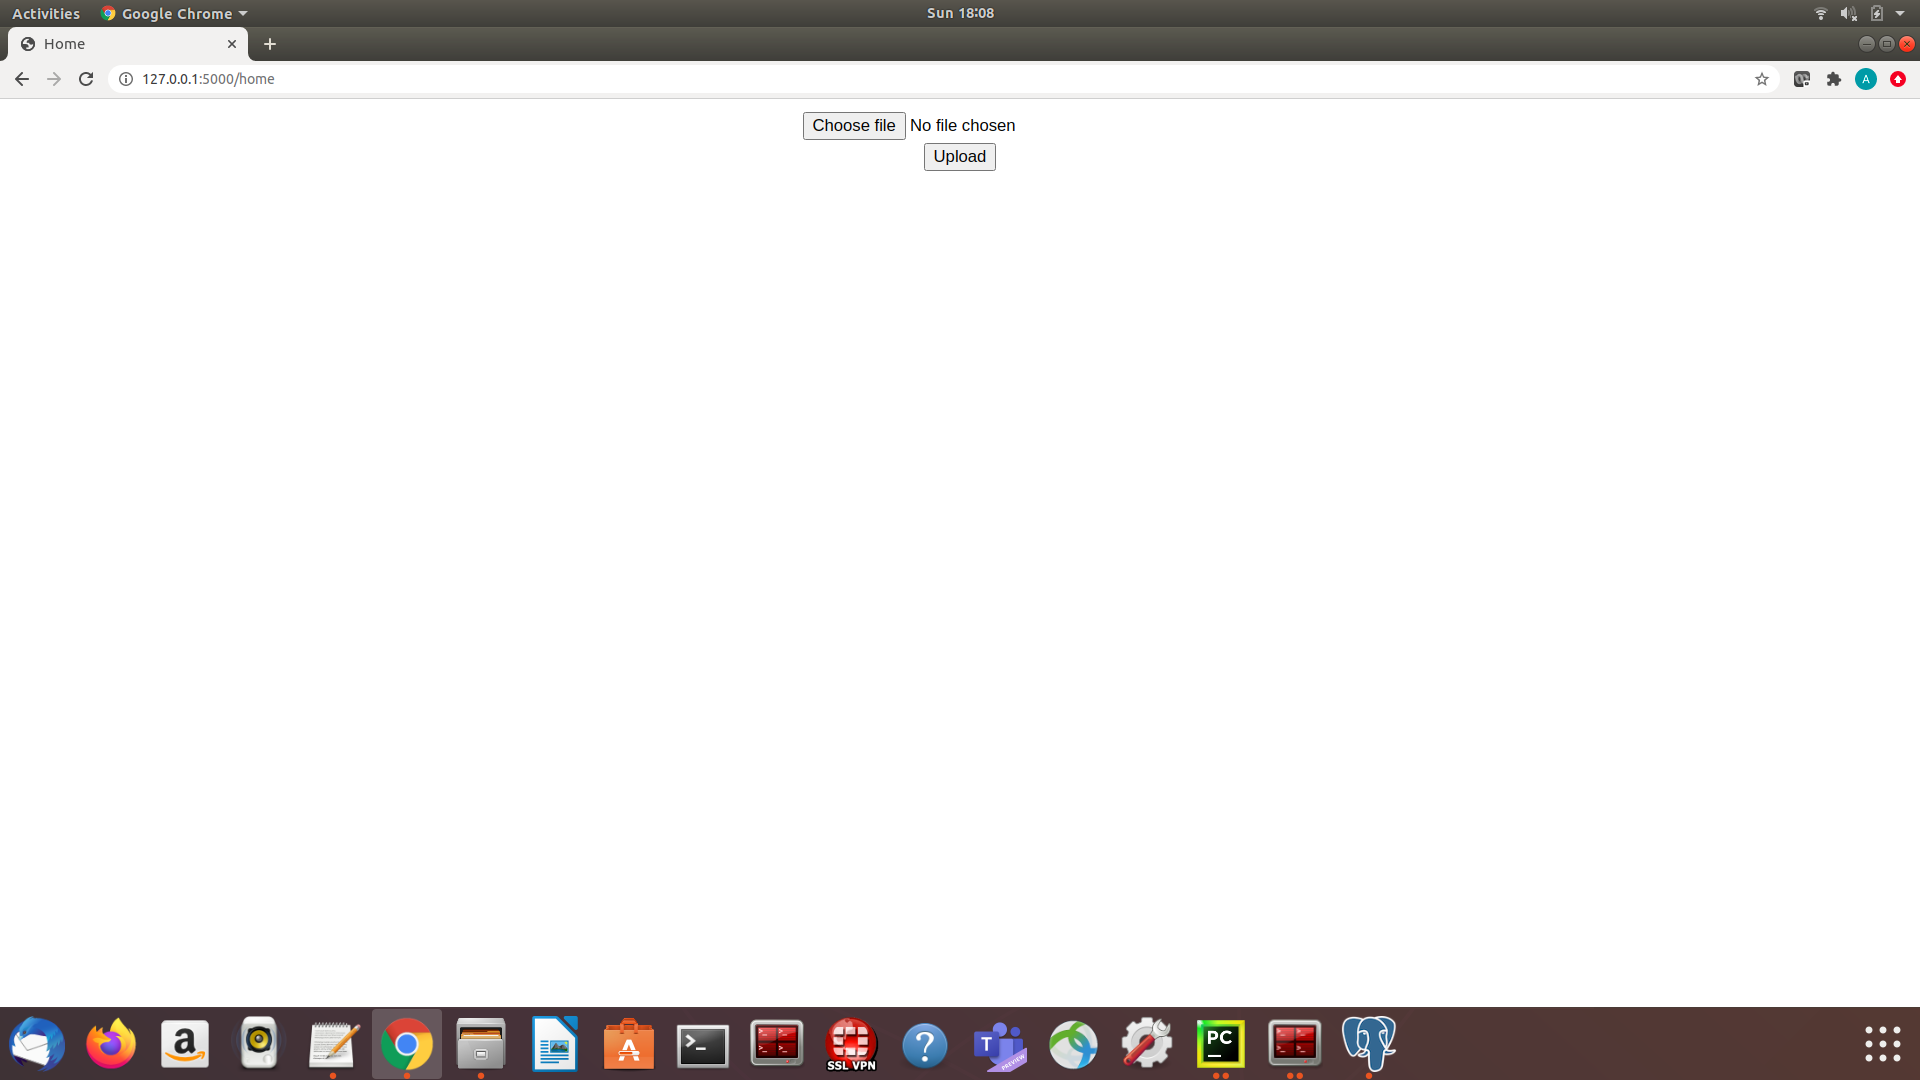 Activities Google Chrome Sun 18:08
Home
127.0.0.1:5000/home A
Choose file No file chosen
Upload
a >_ SSL VPN ? T PREVIEW PC